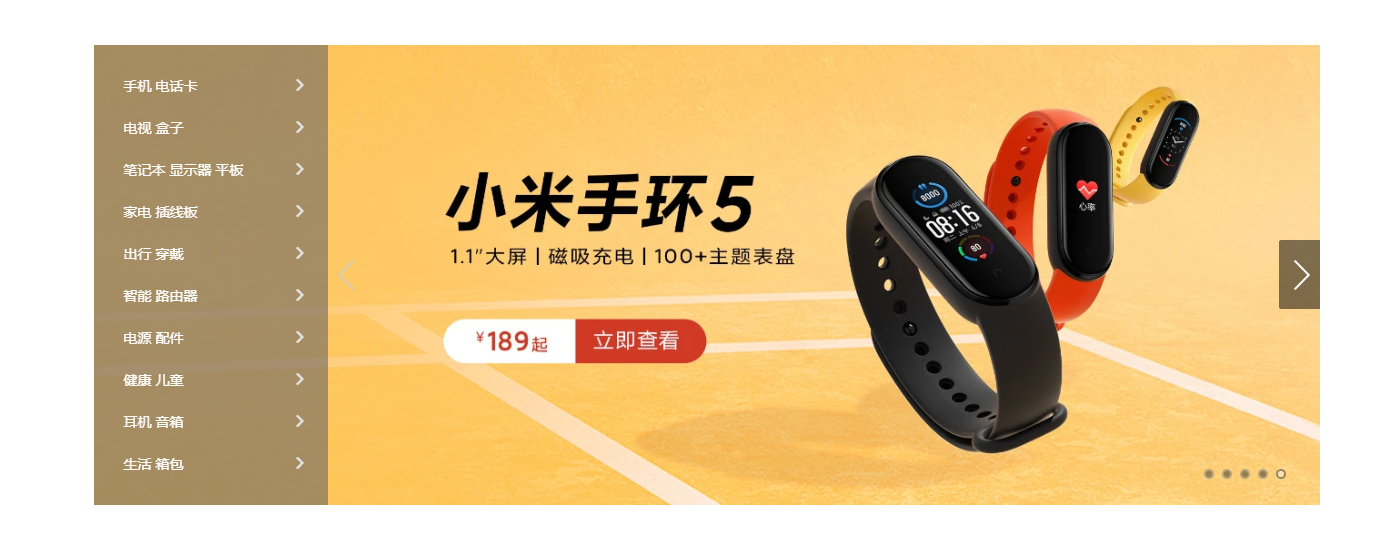 手机 电话卡
电视 盒子
笔记本 显示器 平板
家电 插线板
出行 穿戴
智能 路由器
电源 配件
健康 儿童
耳机 音箱
生活 箱包
小米手环5
1.1"大屏 | 磁吸充电 | 100+主题表盘
¥189起 立即查看
8000
08:16
80
心率